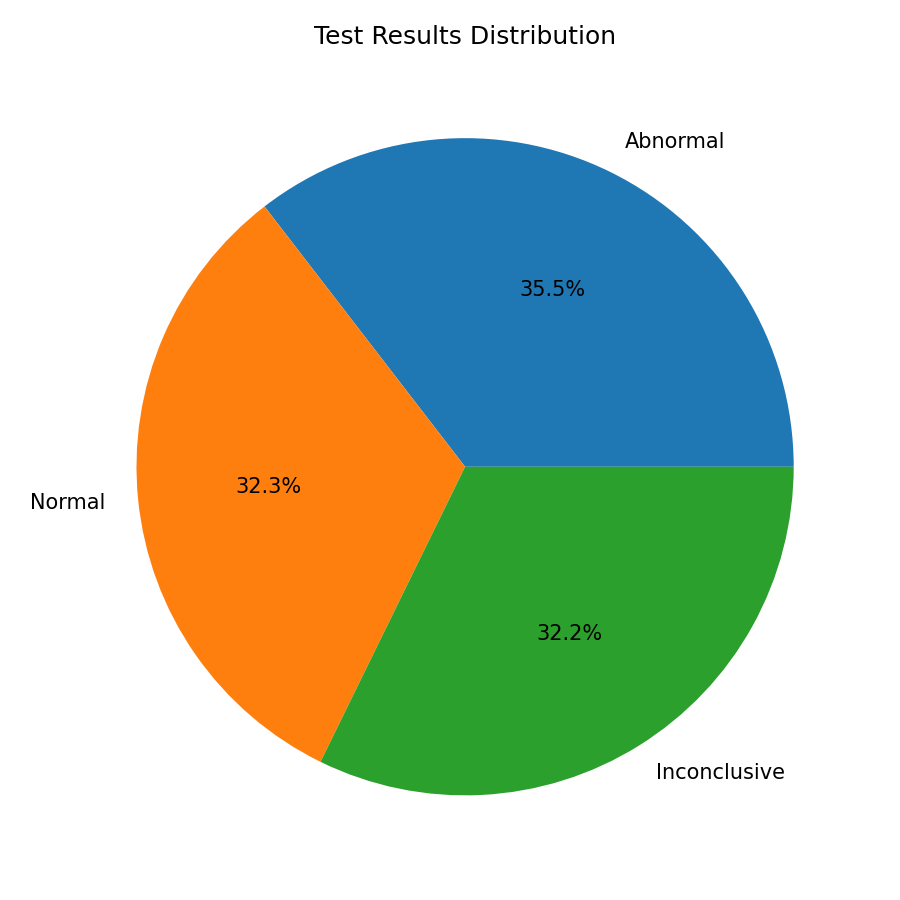 Test Results Distribution
Abnormal
35.5%
32.3%
Normal
32.2%
Inconclusive